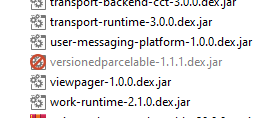 transport-backend-cct-3.0.0.dex.jar
transport-runtime-3.0.0.dex.jar
user-messaging-platform-1.0.0.dex.jar
versionedparcelable-1.1.1.dex.jar
viewpager-1.0.0.dex.jar
work-runtime-2.1.0.dex.jar